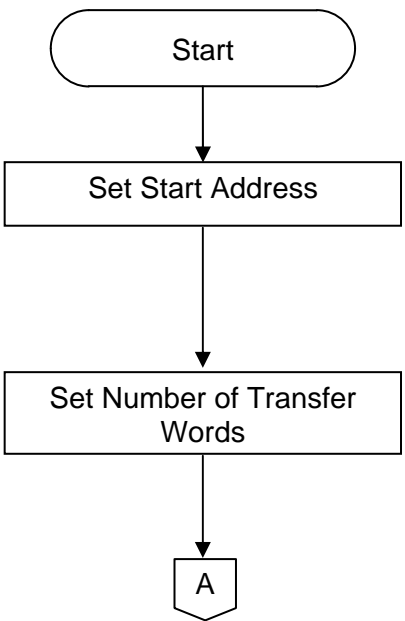 Start
Set Start Address
Set Number of Transfer
Words
A